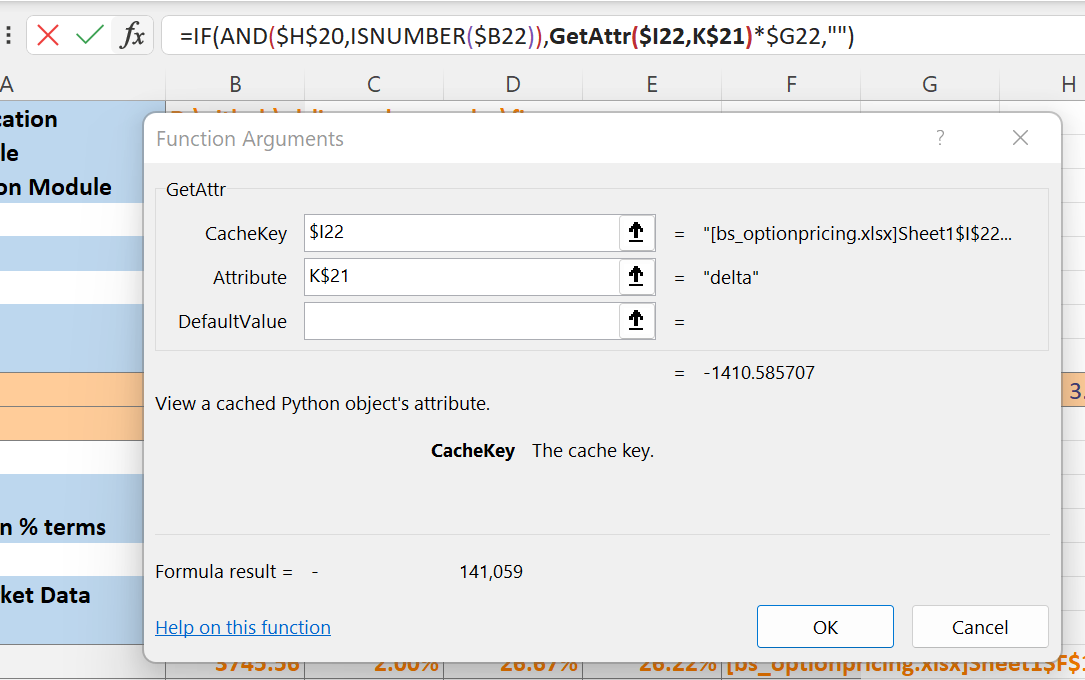 fx =IF(AND($H$20,ISNUMBER($B22)),GetAttr($I22,K$21)*$G22,"")
A B C D E F G H
Function Arguments ? ×
GetAttr
CacheKey $I22 = "[bs_optionpricing.xlsx]Sheet1$I$22...
Attribute K$21 = "delta"
DefaultValue =
= -1410.585707
3.
View a cached Python object's attribute.
CacheKey The cache key.
n % terms
Formula result = - 141,059
ket Data
Help on this function OK Cancel
3745.56 2.00% 26.67% 26.22% [bs_optionpricing.xlsx]Sheet1$F$
cation
le
on Module